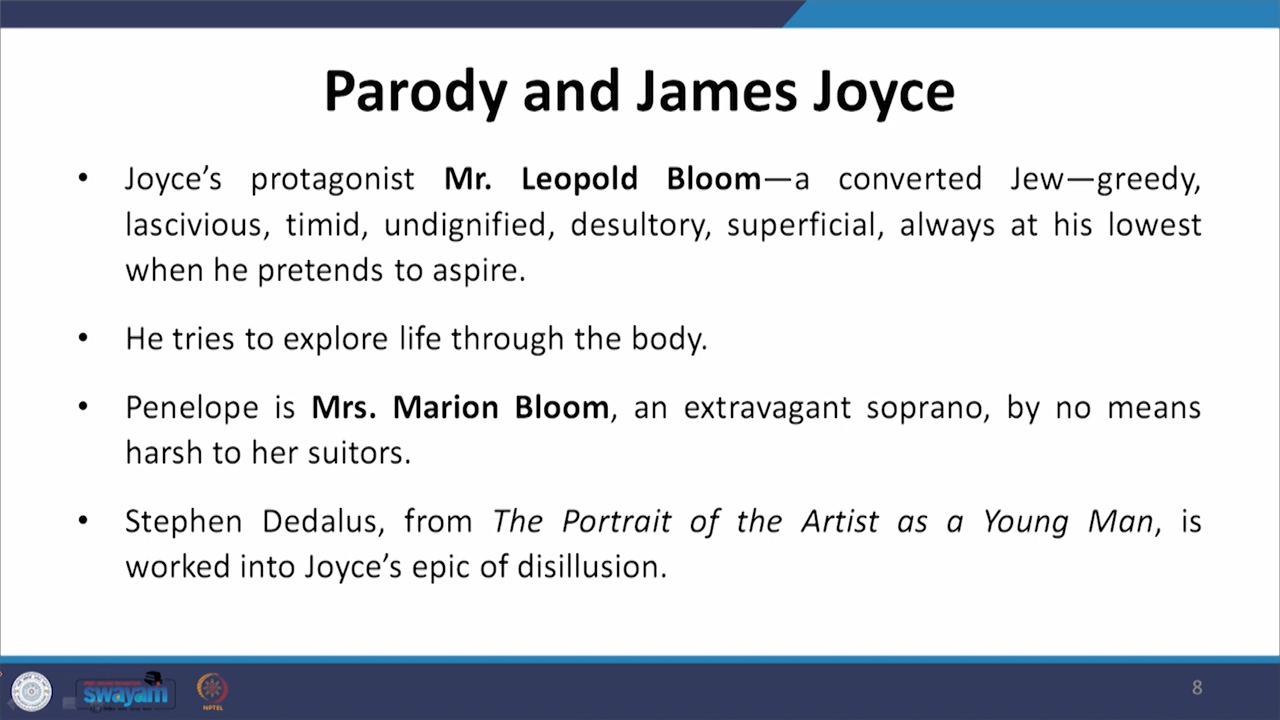 Parody and James Joyce
• Joyce’s protagonist Mr. Leopold Bloom—a converted Jew—greedy,
lascivious, timid, undignified, desultory, superficial, always at his lowest
when he pretends to aspire.
• He tries to explore life through the body.
• Penelope is Mrs. Marion Bloom, an extravagant soprano, by no means
harsh to her suitors.
• Stephen Dedalus, from The Portrait of the Artist as a Young Man, is
worked into Joyce’s epic of disillusion.
swayam
NPTEL
8